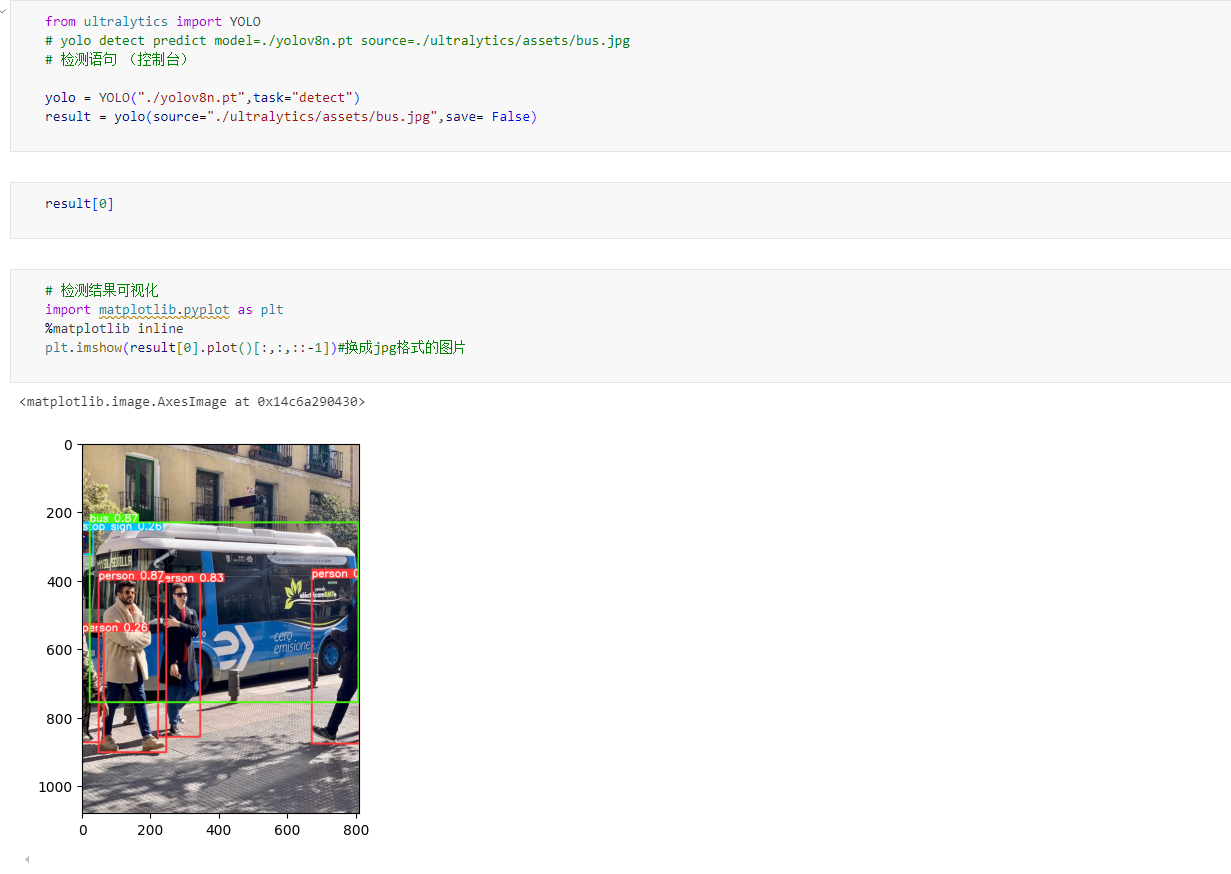 from ultralytics import YOLO
# yolo detect predict model=./yolov8n.pt source=./ultralytics/assets/bus.jpg
# 检测语句 （控制台）
yolo = YOLO("./yolov8n.pt",task="detect")
result = yolo(source="./ultralytics/assets/bus.jpg",save= False)
result[0]
# 检测结果可视化
import matplotlib.pyplot as plt
%matplotlib inline
plt.imshow(result[0].plot()[:,:,::-1])#换成jpg格式的图片
<matplotlib.image.AxesImage at 0x14c6a290430>
0
200
400
600
800
1000
bus 0.87
stop sign 0.26
person 0.87
erson 0.83
person 0
person 0.26
cero
emisiones
0 200 400 600 800